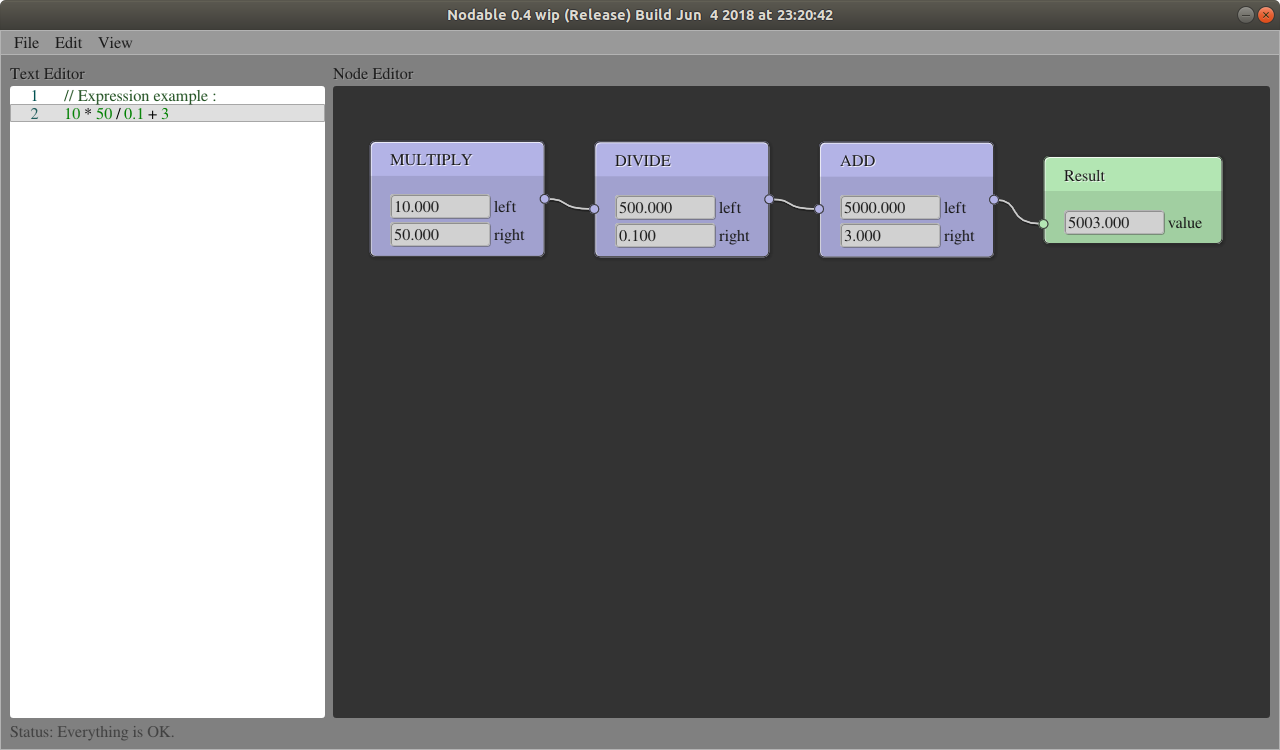 Nodable 0.4 wip (Release) Build Jun  4 2018 at 23:20:42
File Edit View
Text Editor
1 // Expression example :
2 10 * 50 / 0.1 + 3
Node Editor
MULTIPLY
10.000 left
50.000 right
DIVIDE
500.000 left
0.100 right
ADD
5000.000 left
3.000 right
Result
5003.000 value
Status: Everything is OK.